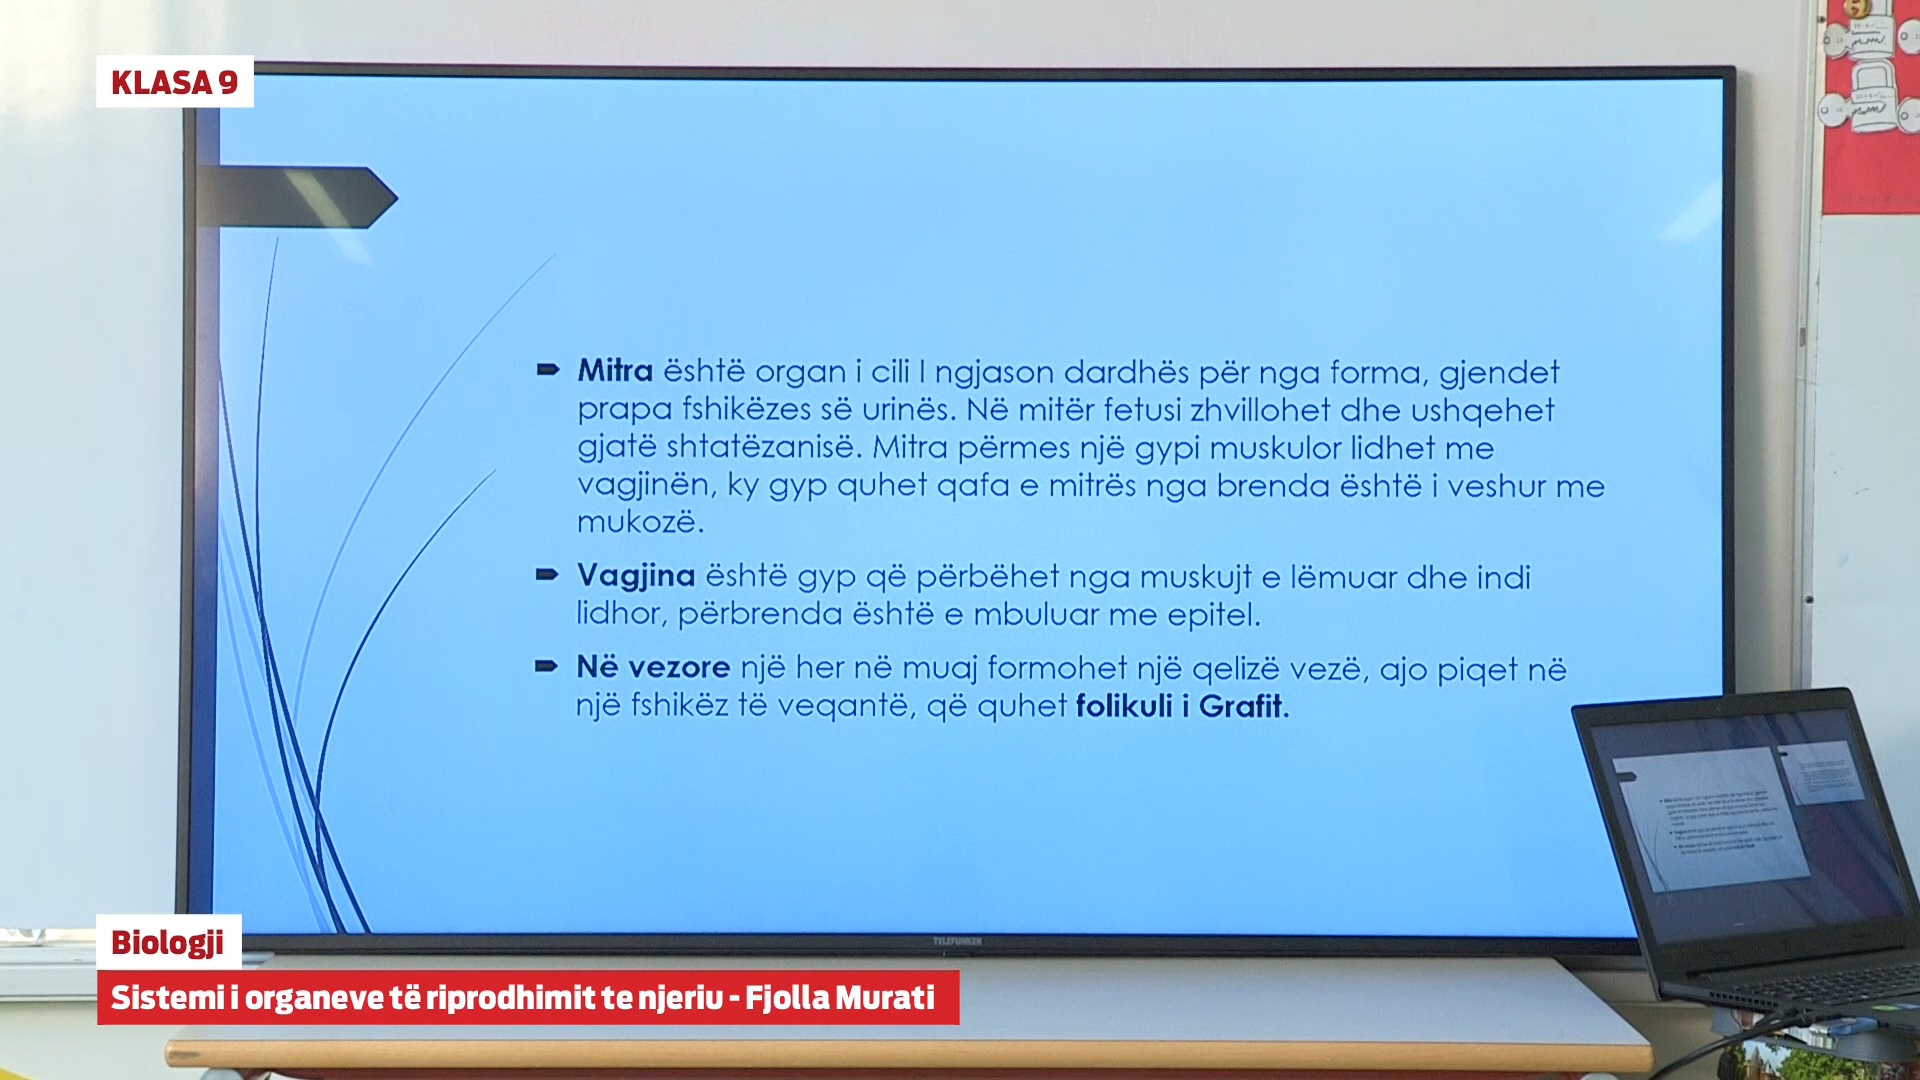 KLASA 9
Mitra është organ i cili I ngjason dardhës për nga forma, gjendet
prapa fshikëzes së urinës. Në mitër fetusi zhvillohet dhe ushqehet
gjatë shtatëzanisë. Mitra përmes një gypi muskulor lidhet me
vagjinën, ky gyp quhet qafa e mitrës nga brenda është i veshur me
mukozë.
Vagjina është gyp që përbëhet nga muskujt e lëmuar dhe indi
lidhor, përbrenda është e mbuluar me epitel.
Në vezore një her në muaj formohet një qelizë vezë, ajo piqet në
një fshikëz të veqantë, që quhet folikuli i Grafit.
TELEFUNKEN
Biologji
Sistemi i organeve të riprodhimit te njeriu - Fjolla Murati